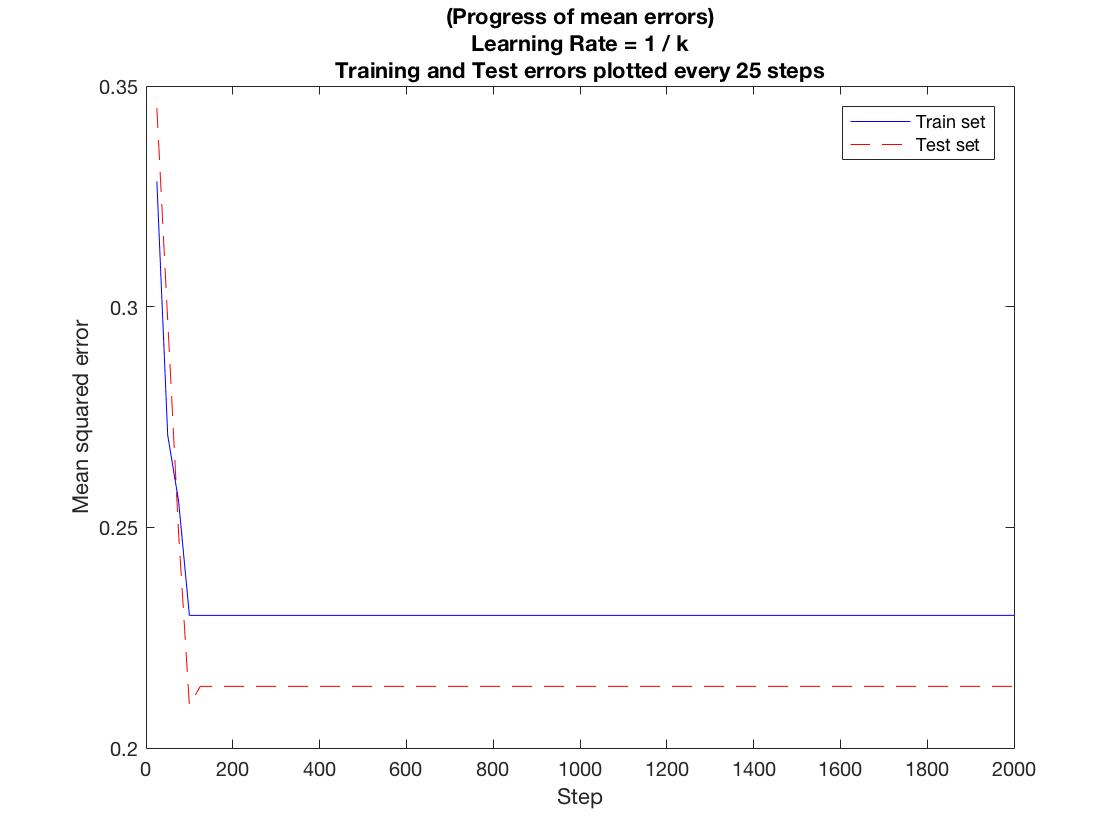 (Progress of mean errors)
Learning Rate = 1 / k
Training and Test errors plotted every 25 steps
0.35
Train set
Test set
0.3
Mean squared error
0.25
0.2
0 200 400 600 800 1000 1200 1400 1600 1800 2000
Step